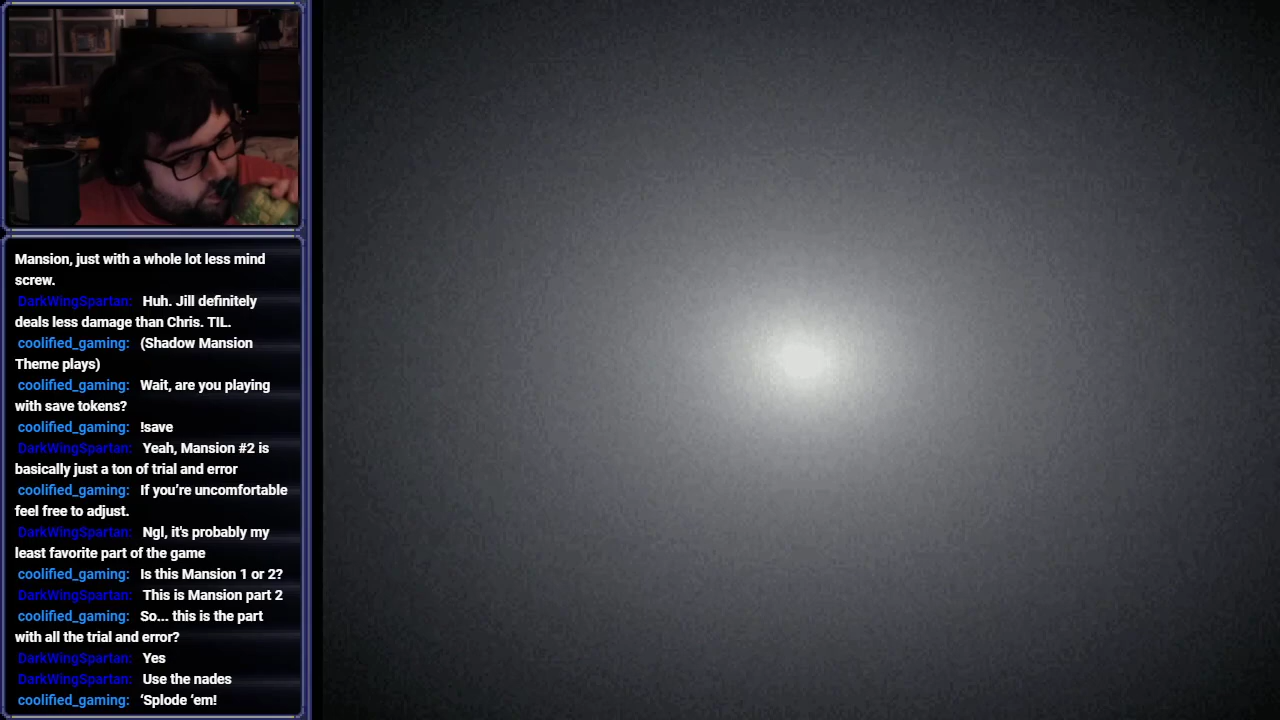 Mansion, just with a whole lot less mind
screw.
DarkWingSpartan: Huh. Jill definitely
deals less damage than Chris. TIL.
coolified_gaming: (Shadow Mansion
Theme plays)
coolified_gaming: Wait, are you playing
with save tokens?
coolified_gaming: !save
DarkWingSpartan: Yeah, Mansion #2 is
basically just a ton of trial and error
coolified_gaming: If you’re uncomfortable
feel free to adjust.
DarkWingSpartan: Ngl, it's probably my
least favorite part of the game
coolified_gaming: Is this Mansion 1 or 2?
DarkWingSpartan: This is Mansion part 2
coolified_gaming: So... this is the part
with all the trial and error?
DarkWingSpartan: Yes
DarkWingSpartan: Use the nades
coolified_gaming: ‘Splode ‘em!